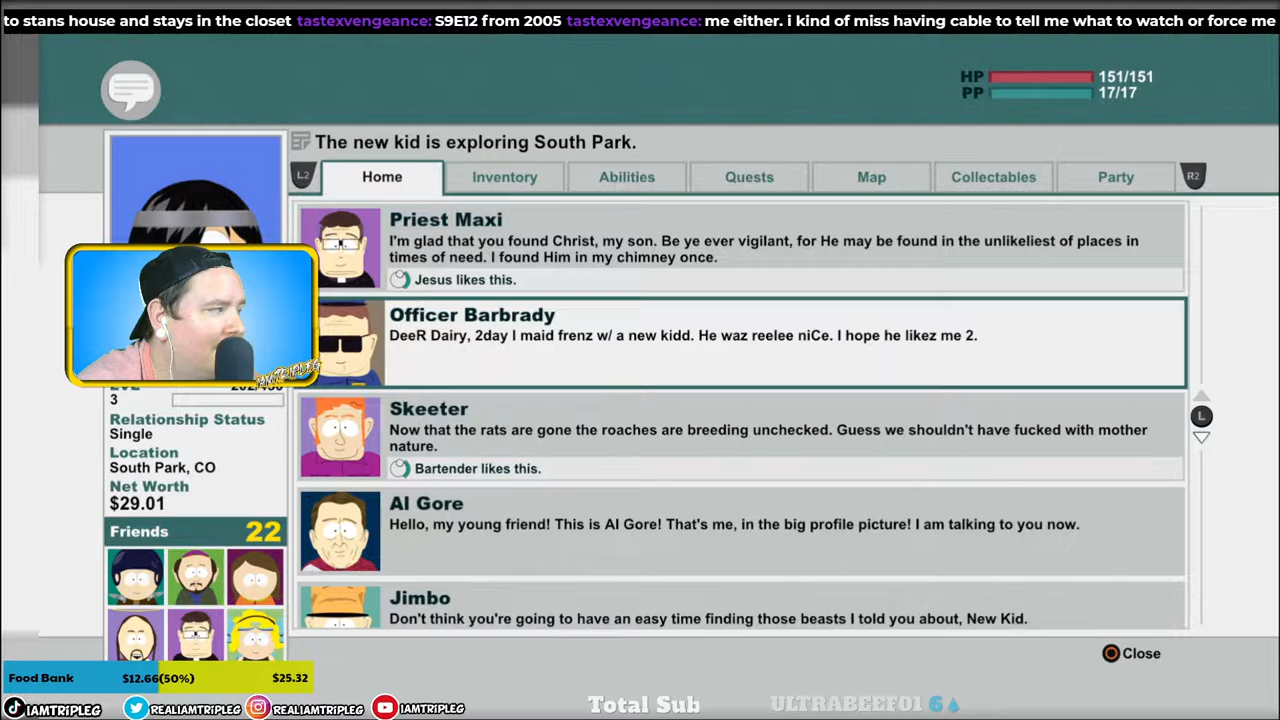 to stans house and stays in the closet tastexvengeance: S9E12 from 2005 tastexvengeance: me either. i kind of miss having cable to tell me what to watch or force me
HP 151/151
PP 17/17
The new kid is exploring South Park.
L2 Home Inventory Abilities Quests Map Collectables Party R2
Priest Maxi
I'm glad that you found Christ, my son. Be ye ever vigilant, for He may be found in the unlikeliest of places in
times of need. I found Him in my chimney once.
Jesus likes this.
Officer Barbrady
DeeR Dairy, 2day I maid frenz w/ a new kidd. He waz reelee niCe. I hope he likez me 2.
IAMTRIPLEG
3
Relationship Status
Single
Location
South Park, CO
Net Worth
$29.01
Friends 22
Skeeter
Now that the rats are gone the roaches are breeding unchecked. Guess we shouldn't have fucked with mother
nature.
Bartender likes this.
L
Al Gore
Hello, my young friend! This is Al Gore! That's me, in the big profile picture! I am talking to you now.
Jimbo
Don't think you're going to have an easy time finding those beasts I told you about, New Kid.
Close
Food Bank $12.66(50%) $25.32
IAMTRIPLEG REALIAMTRIPLEG REALIAMTRIPLEG IAMTRIPLEG
Total Sub ULTRABEEF01 6